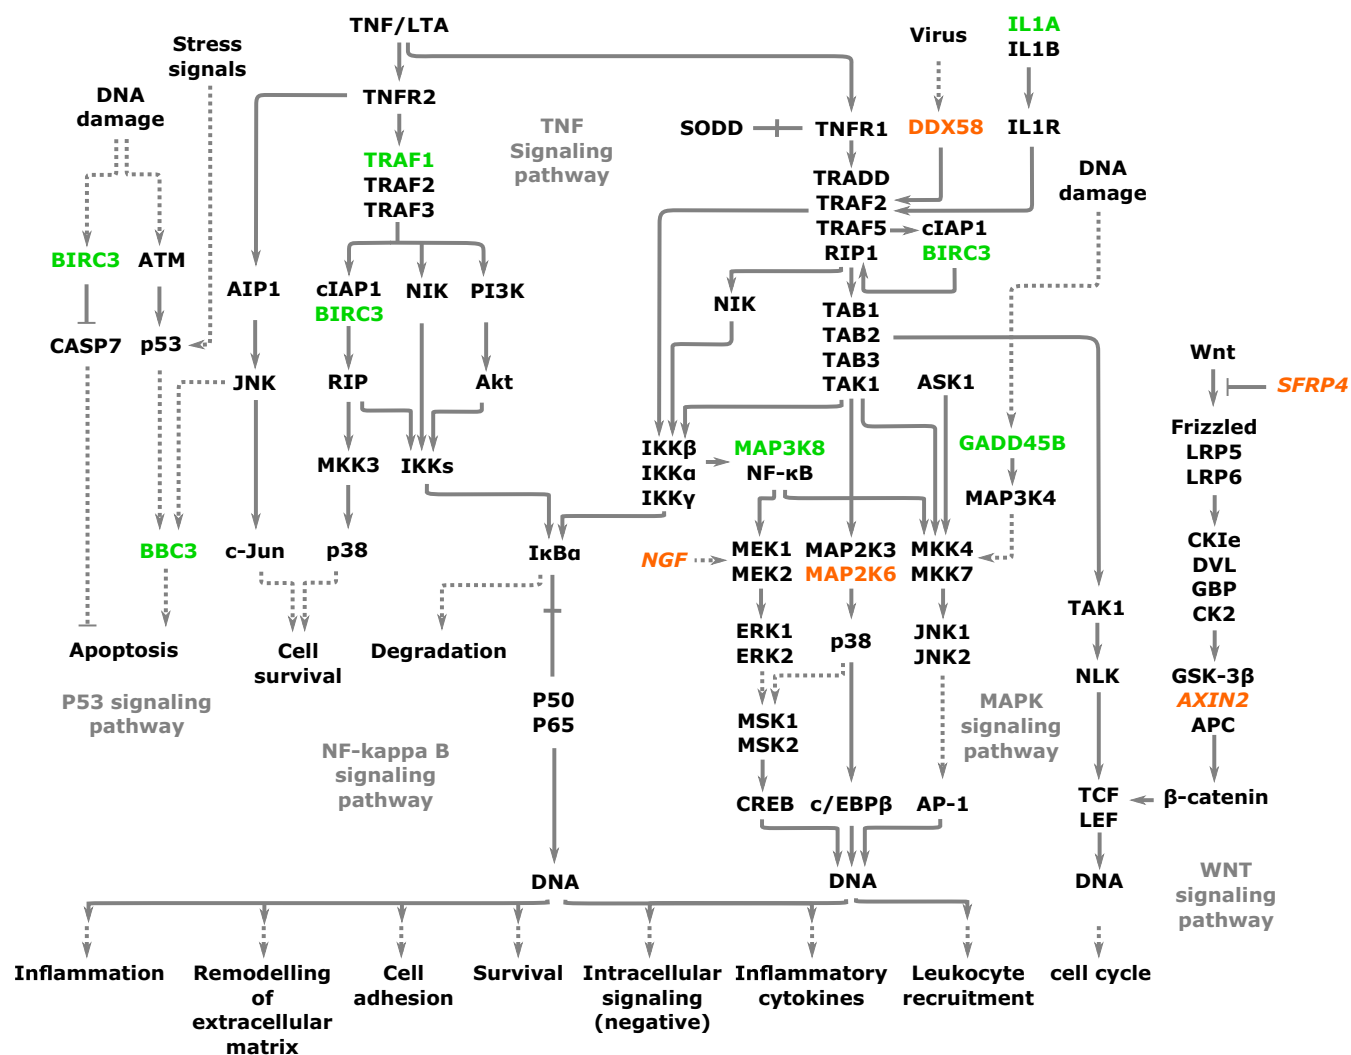 TNF/LTA
IL1A
IL1B
Virus
Stress
signals
DNA
damage
TNFR2
TNF
Signaling
pathway
SODD
TNFR1
DDX58
IL1R
TRAF1
TRAF2
TRAF3
TRADD
TRAF2
TRAF5
RIP1
DNA
damage
cIAP1
BIRC3
BIRC3
ATM
AIP1
cIAP1
BIRC3
NIK
PI3K
NIK
TAB1
TAB2
TAB3
TAK1
CASP7
p53
Wnt
JNK
RIP
Akt
ASK1
SFRP4
Frizzled
LRP5
LRP6
IKKβ
IKKα
IKKγ
MAP3K8
NF-κB
GADD45B
MKK3
IKKs
MAP3K4
BBC3
c-Jun
p38
IκBα
NGF
MEK1
MEK2
MAP2K3
MAP2K6
MKK4
MKK7
CKIe
DVL
GBP
CK2
TAK1
Apoptosis
Cell
survival
Degradation
ERK1
ERK2
p38
JNK1
JNK2
P53 signaling
pathway
NLK
GSK-3β
AXIN2
APC
P50
P65
MSK1
MSK2
MAPK
signaling
pathway
NF-kappa B
signaling
pathway
CREB
c/EBPβ
AP-1
TCF
LEF
β-catenin
DNA
DNA
DNA
WNT
signaling
pathway
Inflammation
Remodelling
of
extracellular
matrix
Cell
adhesion
Survival
Intracellular
signaling
(negative)
Inflammatory
cytokines
Leukocyte
recruitment
cell cycle